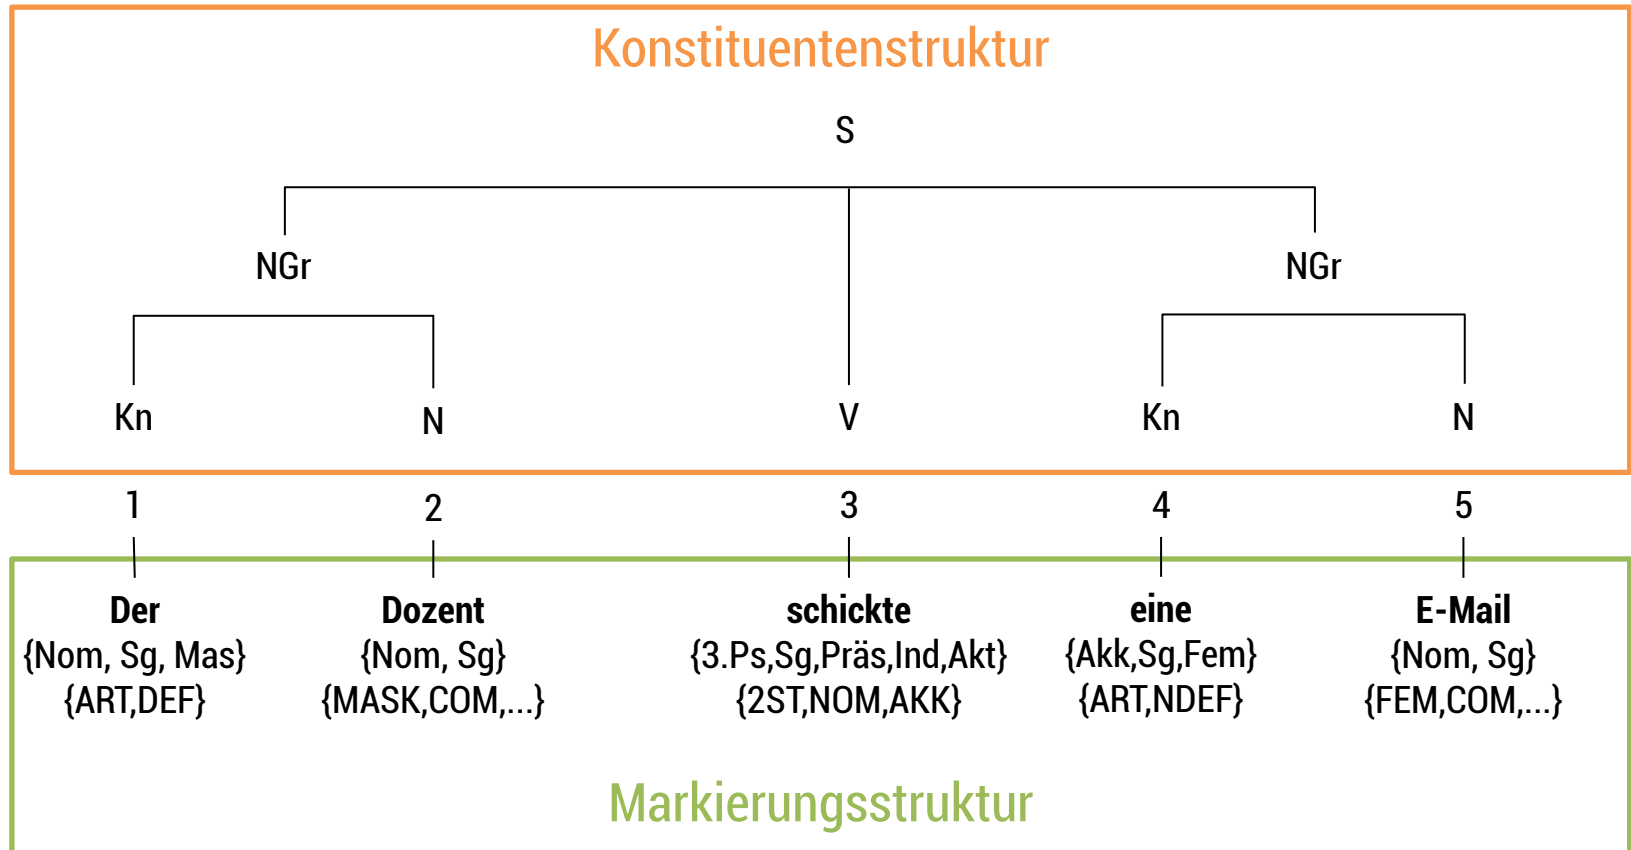 Konstituentenstruktur
S
NGr NGr
Kn N V Kn N
1 2 3 4 5
Der Dozent schickte eine E-Mail
{Nom, Sg, Mas} {Nom, Sg} {3.Ps,Sg,Präs,Ind,Akt} {Akk,Sg,Fem} {Nom, Sg}
{ART,DEF} {MASK,COM,...} {2ST,NOM,AKK} {ART,NDEF} {FEM,COM,...}
Markierungsstruktur